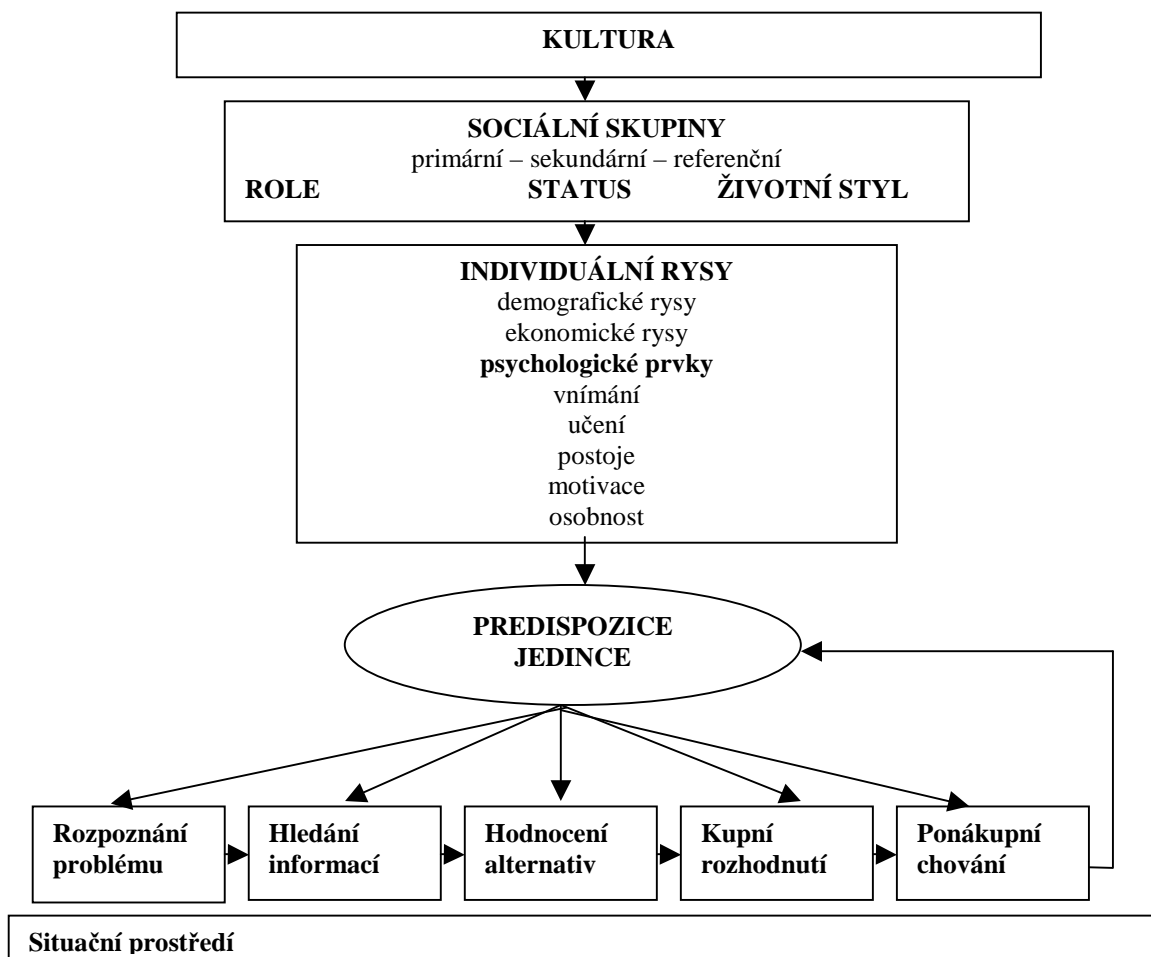 KULTURA
SOCIÁLNÍ SKUPINY
primární – sekundární – referenční
ROLE STATUS ŽIVOTNÍ STYL
INDIVIDUÁLNÍ RYSY
demografické rysy
ekonomické rysy
psychologické prvky
vnímání
učení
postoje
motivace
osobnost
PREDISPOZICE
JEDINCE
Rozpoznání
problému
Hledání
informací
Hodnocení
alternativ
Kupní
rozhodnutí
Ponákupní
chování
Situační prostředí